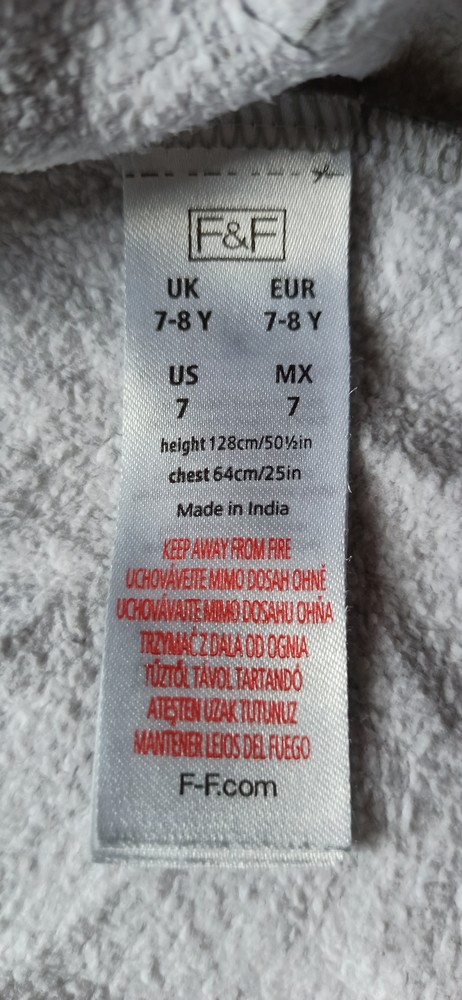 F&F
UK EUR
7-8 Y 7-8 Y
US MX
7 7
height 128cm/50½in
chest 64cm/25in
Made in India
KEEP AWAY FROM FIRE
UCHOVÁVEJTE MIMO DOSAH OHNĚ
UCHOVÁVAJTE MIMO DOSAHU OHŇA
TRZYMAĆ Z DALA OD OGNIA
TŰZTŐL TÁVOL TARTANDÓ
ATEŞTEN UZAK TUTUNUZ
MANTENER LEJOS DEL FUEGO
F-F.com